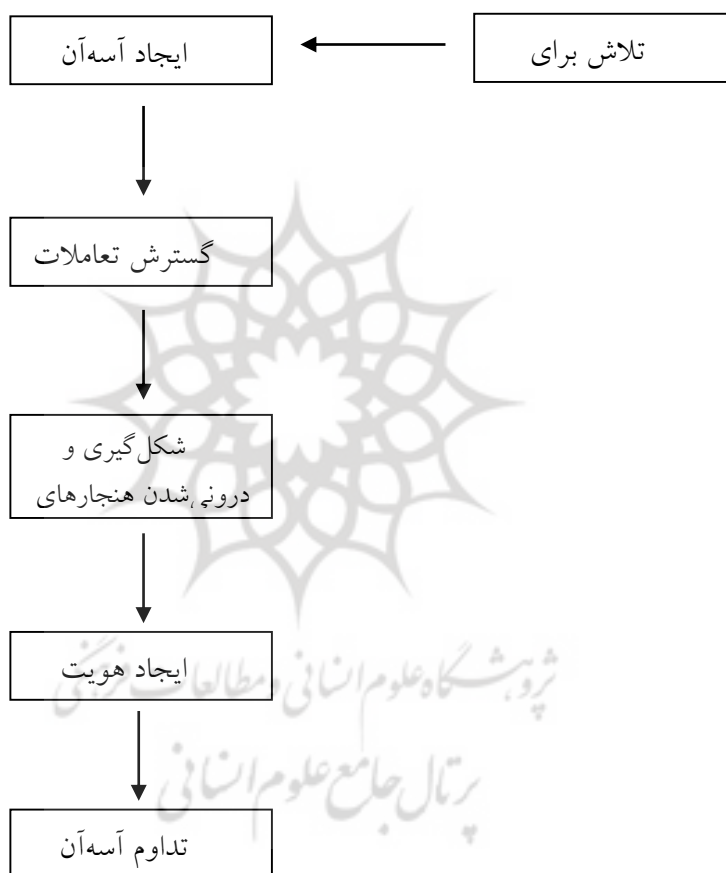 تلاش برای
ایجاد آسه‌آن
گسترش تعاملات
شکل‌گیری و
درونی‌شدن هنجارهای
ایجاد هویت
پژوهشگاه علوم انسانی و مطالعات فرهنگی
تداوم آسه‌آن
پرتال جامع علوم انسانی